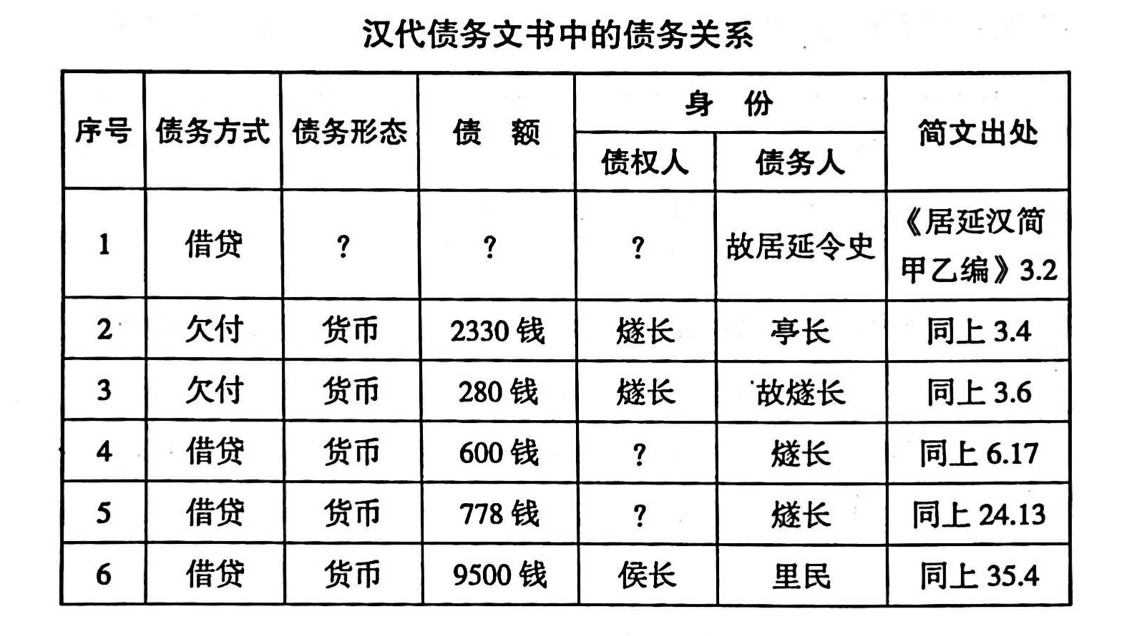 汉代债务文书中的债务关系
序号 债务方式 债务形态 债 额 身 份 简文出处
债权人 债务人
1 借贷 ? ? ? 故居延令史 《居延汉简
甲乙编》3.2
2 欠付 货币 2330 钱 燧长 亭长 同上 3.4
3 欠付 货币 280 钱 燧长 故燧长 同上 3.6
4 借贷 货币 600 钱 ? 燧长 同上 6.17
5 借贷 货币 778 钱 ? 燧长 同上 24.13
6 借贷 货币 9500 钱 侯长 里民 同上 35.4